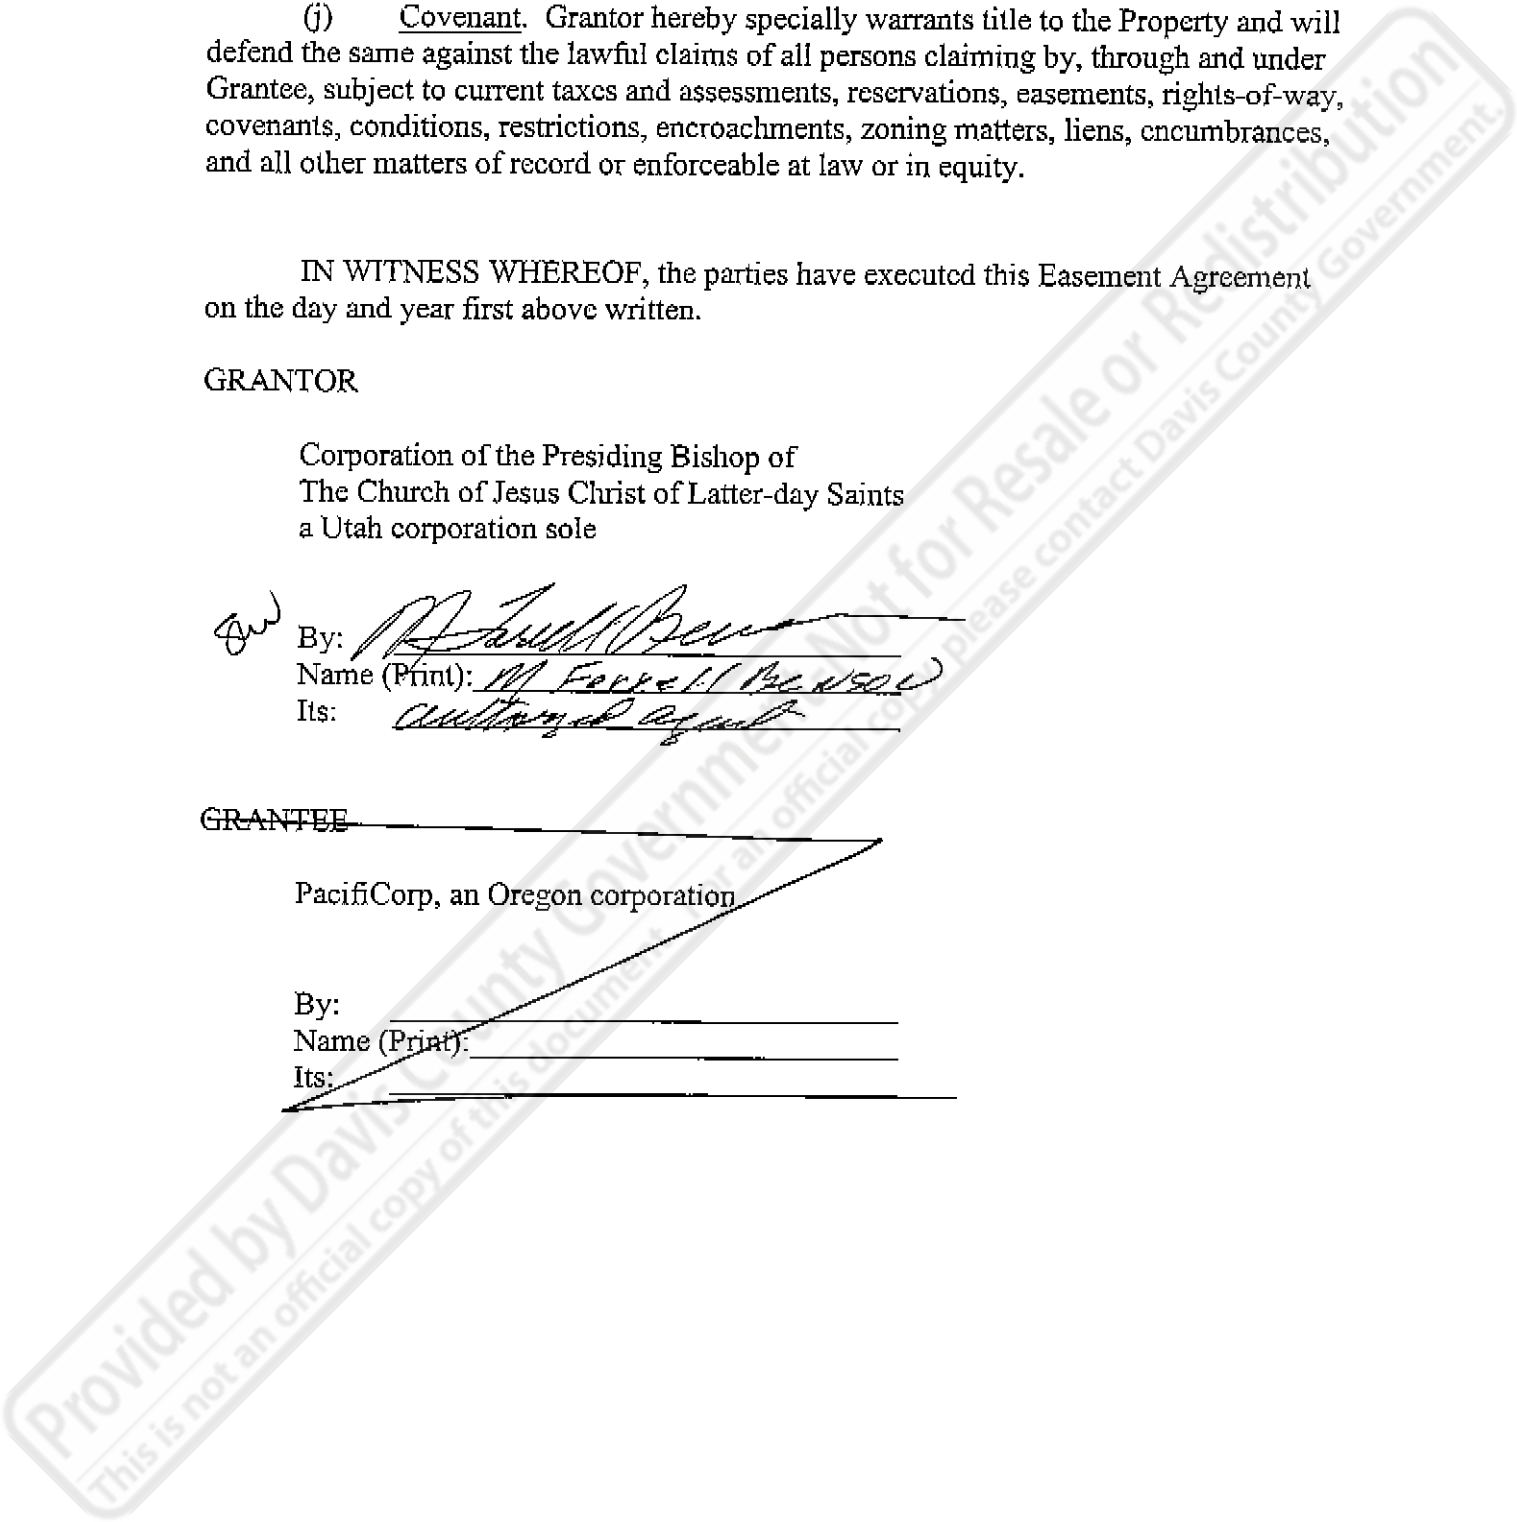 (j) Covenant. Grantor hereby specially warrants title to the Property and will
defend the same against the lawful claims of all persons claiming by, through and under
Grantee, subject to current taxes and assessments, reservations, easements, rights-of-way,
covenants, conditions, restrictions, encroachments, zoning matters, liens, encumbrances,
and all other matters of record or enforceable at law or in equity.
IN WITNESS WHEREOF, the parties have executed this Easement Agreement
on the day and year first above written.
GRANTOR
Corporation of the Presiding Bishop of
The Church of Jesus Christ of Latter-day Saints
a Utah corporation sole
By: M Ferrell Benson
Name (Print): M Ferrell Benson
Its: authorized agent
GRANTEE
PacifiCorp, an Oregon corporation
By:
Name (Print):
Its:
Provided by Davis County Government-Not for Resale or Redistribution
This is not an official copy of this document. For an official copy, please contact Davis County Government.